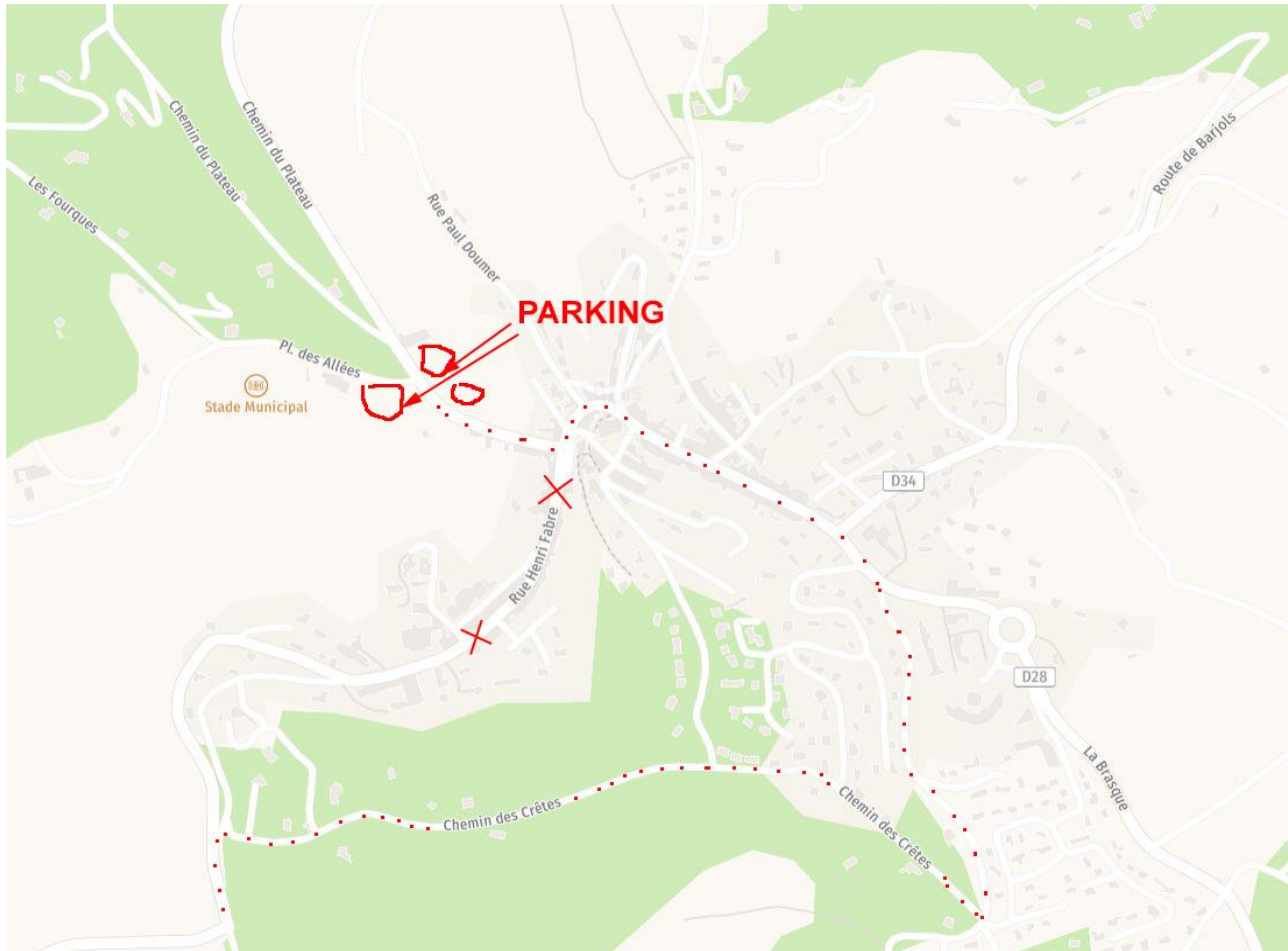 Chemin du Plateau
Chemin du Plateau
Les Fourques
Rue Paul Doumer
Route de Barjols
PARKING
Pl. des Allées
Stade Municipal
D34
Rue Henri Fabre
D28
La Brasque
Chemin des Crêtes
Chemin des Crêtes